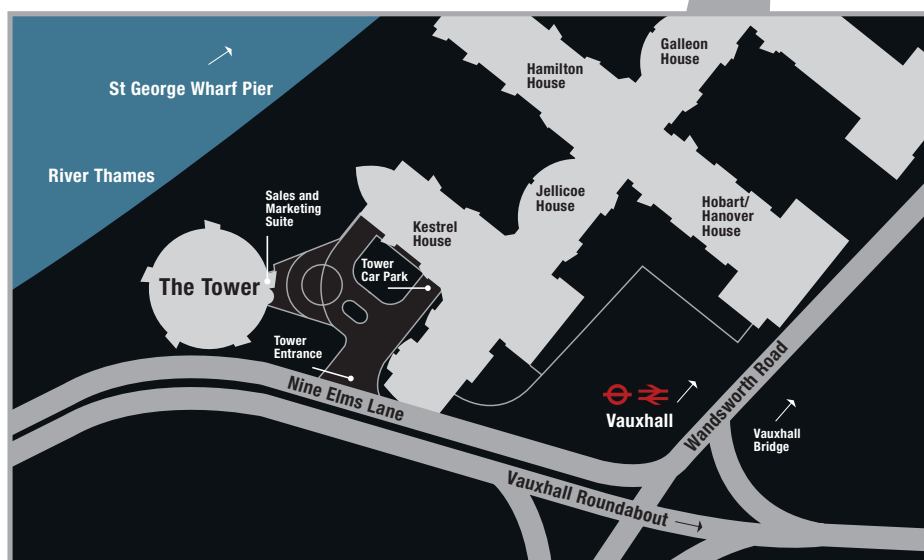 Galleon
House
Hamilton
House
St George Wharf Pier
River Thames
Sales and
Marketing
Suite
Jellicoe
House
Hobart/
Hanover
House
Kestrel
House
The Tower
Tower
Car Park
Tower
Entrance
Nine Elms Lane
Vauxhall
Wandsworth Road
Vauxhall
Bridge
Vauxhall Roundabout